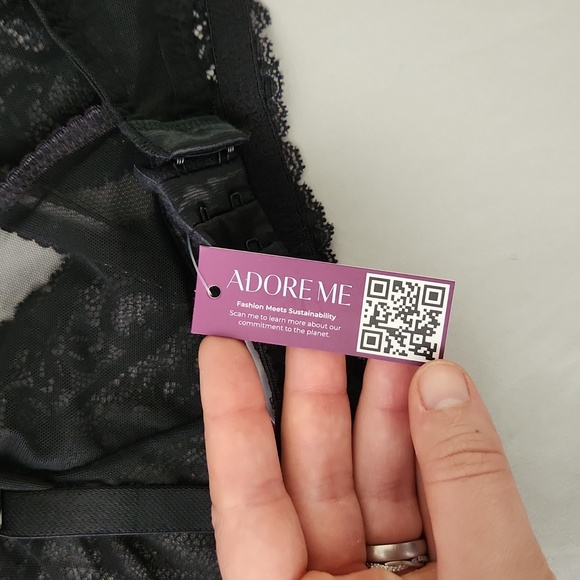 ADORE ME
Fashion Meets Sustainability
Scan me to learn more about our
commitment to the planet.